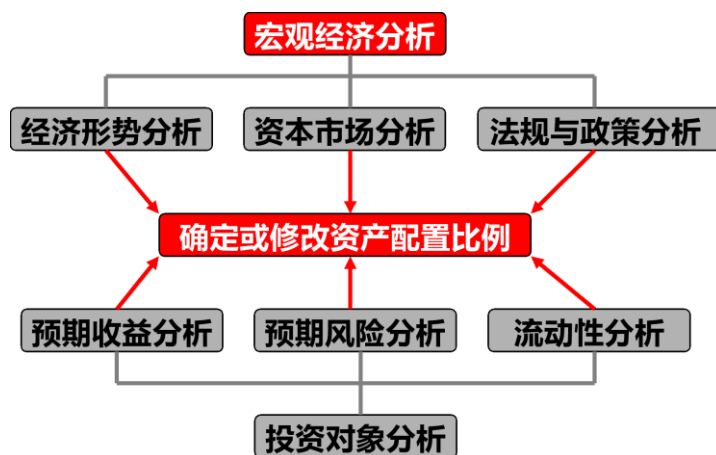 宏观经济分析
经济形势分析
资本市场分析
法规与政策分析
确定或修改资产配置比例
预期收益分析
预期风险分析
流动性分析
投资对象分析